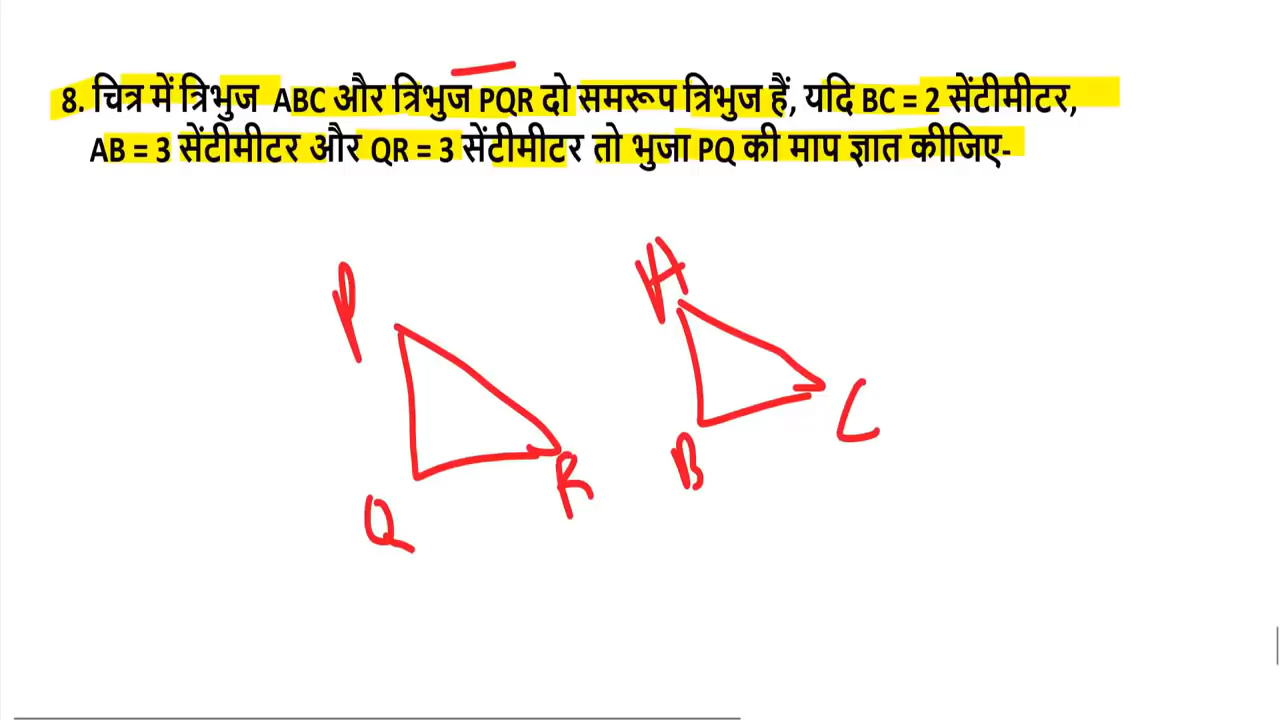 8. चित्र में त्रिभुज ABC और त्रिभुज PQR दो समरूप त्रिभुज हैं, यदि BC = 2 सेंटीमीटर,
AB = 3 सेंटीमीटर और QR = 3 सेंटीमीटर तो भुजा PQ की माप ज्ञात कीजिए-
P
A
C
B
R
Q